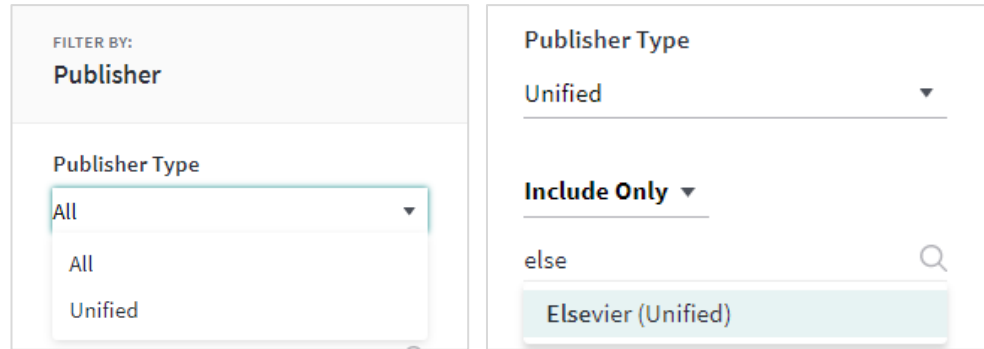 FILTER BY:
Publisher
Publisher Type
All
All
Unified
Publisher Type
Unified
Include Only
else
Elsevier (Unified)